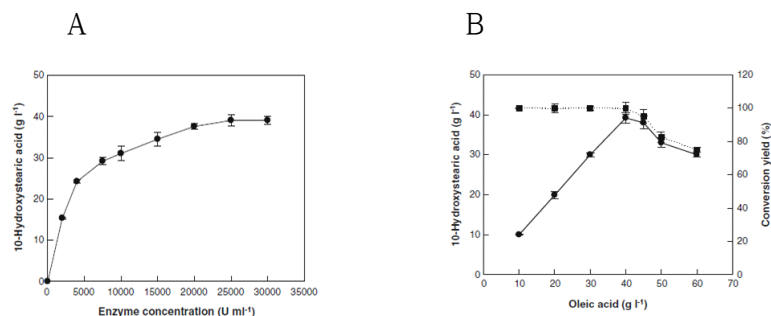 A
B
50
40
30
20
10
0
10-Hydroxystearic acid (g l-1)
0 5000 10000 15000 20000 25000 30000 35000
Enzyme concentration (U ml-1)
50
40
30
20
10
0
10-Hydroxystearic acid (g l-1)
0 10 20 30 40 50 60 70
Oleic acid (g l-1)
120
100
80
60
40
20
0
Conversion yield (%)